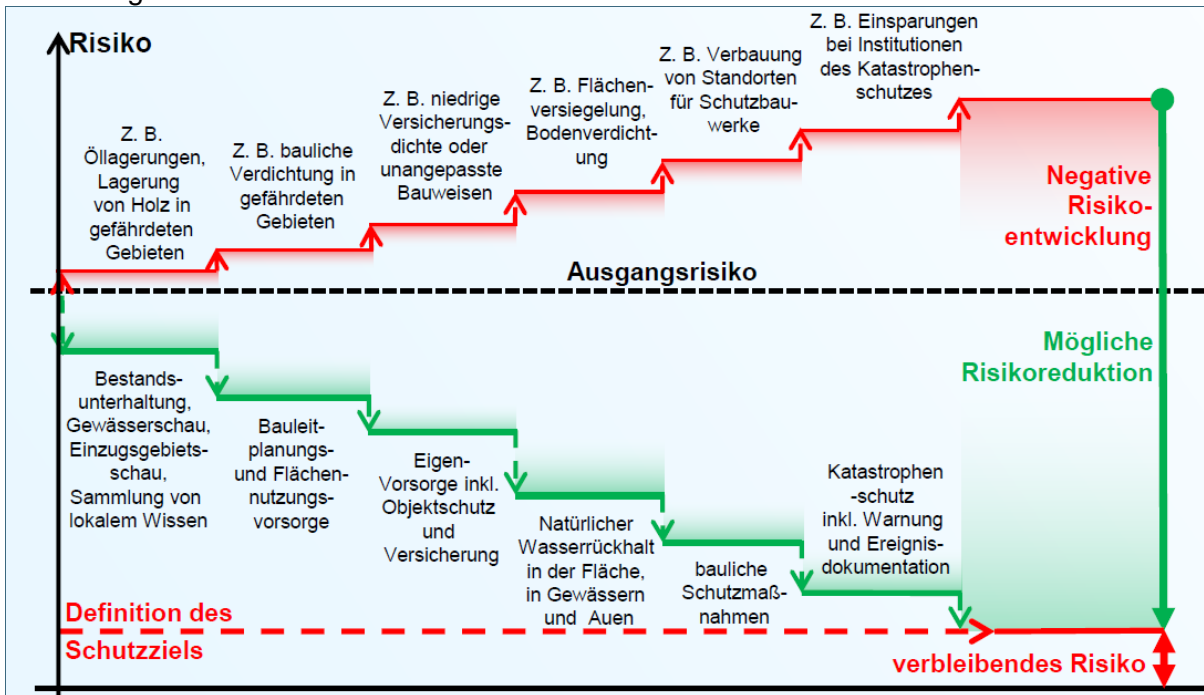 Risiko
Z. B.
Öllagerungen,
Lagerung
von Holz in
gefährdeten
Gebieten
Z. B. bauliche
Verdichtung in
gefährdeten
Gebieten
Z. B. niedrige
Versicherungs-
dichte oder
unangepasste
Bauweisen
Z. B. Flächen-
versiegelung,
Bodenverdicht-
ung
Z. B. Verbauung
von Standorten
für Schutzbau-
werke
Z. B. Einsparungen
bei Institutionen
des Katastrophen-
schutzes
Negative
Risiko-
entwicklung
Ausgangsrisiko
Mögliche
Risikoreduktion
Bestands-
unterhaltung,
Gewässerschau,
Einzugsgebiets-
schau,
Sammlung von
lokalem Wissen
Bauleit-
planungs-
und Flächen-
nutzungs-
vorsorge
Eigen-
Vorsorge inkl.
Objektschutz
und
Versicherung
Natürlicher
Wasserrückhalt
in der Fläche,
in Gewässern
und Auen
bauliche
Schutzmaß-
nahmen
Katastrophen
-schutz
inkl. Warnung
und Ereignis-
dokumentation
Definition des
Schutzziels
verbleibendes Risiko